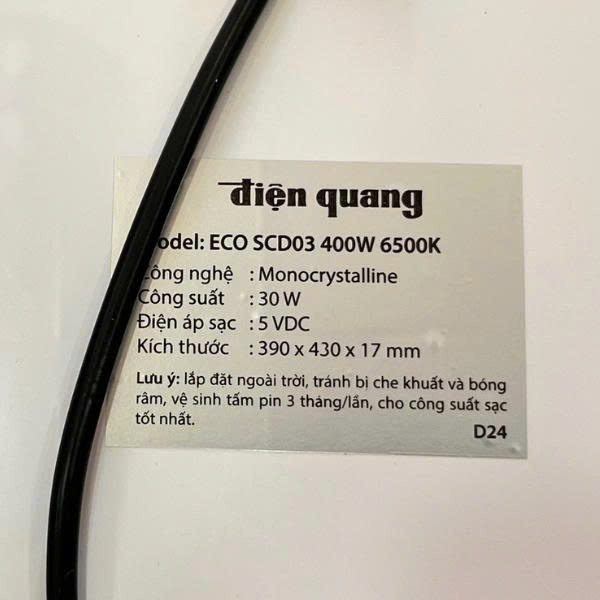 điện quang
Model: ECO SCD03 400W 6500K
Công nghệ : Monocrystalline
Công suất : 30 W
Điện áp sạc : 5 VDC
Kích thước : 390 x 430 x 17 mm
Lưu ý: lắp đặt ngoài trời, tránh bị che khuất và bóng
râm, vệ sinh tấm pin 3 tháng/lần, cho công suất sạc
tốt nhất.
D24